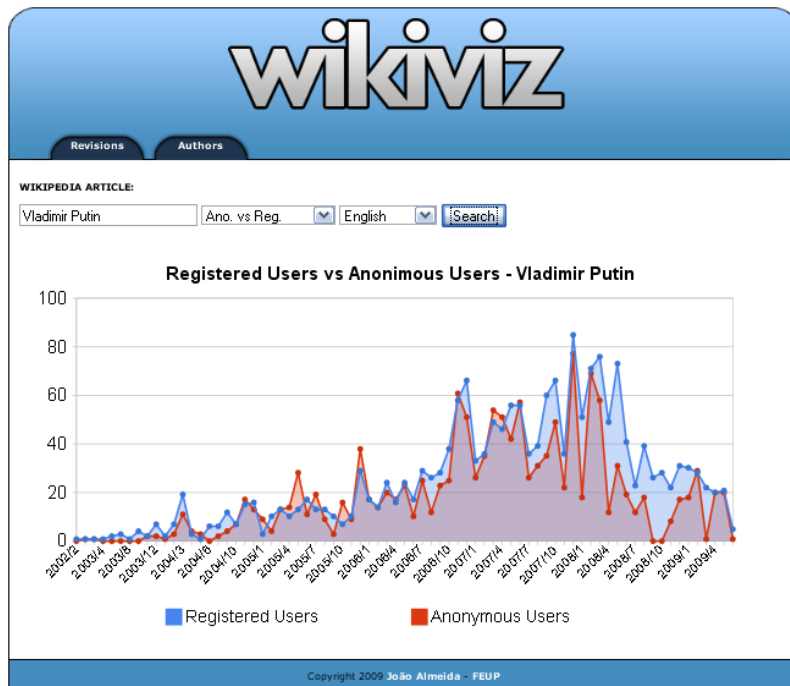 wikiviz
Revisions Authors
WIKIPEDIA ARTICLE:
Vladimir Putin Ano. vs Reg. English Search
Registered Users vs Anonimous Users - Vladimir Putin
100
80
60
40
20
0
2002/2 2003/4 2003/8 2003/12 2004/3 2004/6 2004/10 2005/1 2005/4 2005/7 2005/10 2006/1 2006/4 2006/7 2006/10 2007/1 2007/4 2007/7 2007/10 2008/1 2008/4 2008/7 2008/10 2009/1 2009/4
Registered Users Anonymous Users
Copyright 2009 João Almeida - FEUP